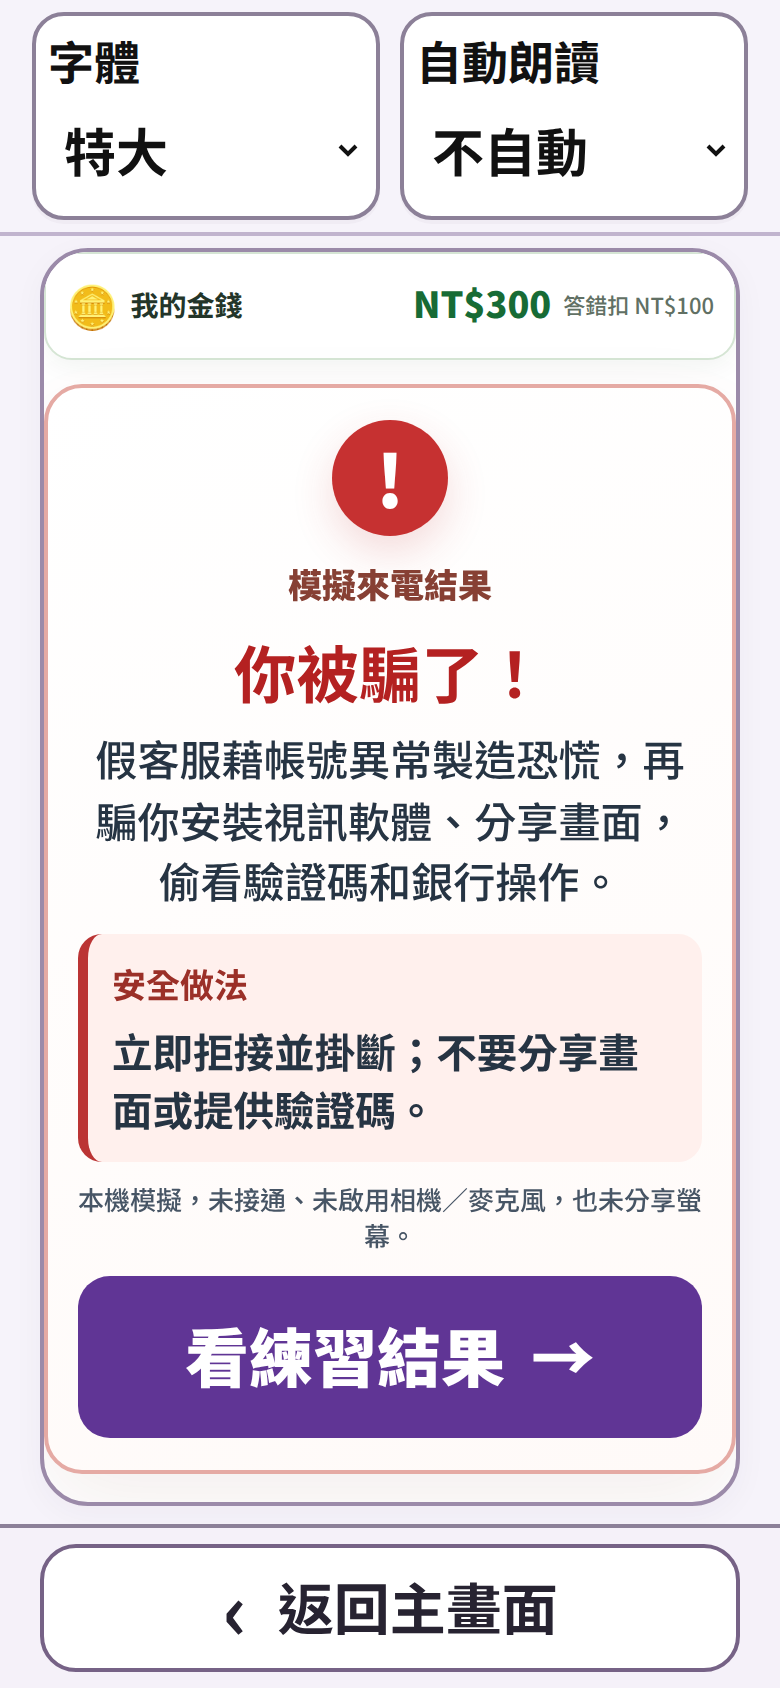 字體
特大
自動朗讀
不自動
我的金錢
NT$300 答錯扣 NT$100
!
模擬來電結果
你被騙了！
假客服藉帳號異常製造恐慌，再
騙你安裝視訊軟體、分享畫面，
偷看驗證碼和銀行操作。
安全做法
立即拒接並掛斷；不要分享畫
面或提供驗證碼。
本機模擬，未接通、未啟用相機／麥克風，也未分享螢
幕。
看練習結果 →
‹ 返回主畫面